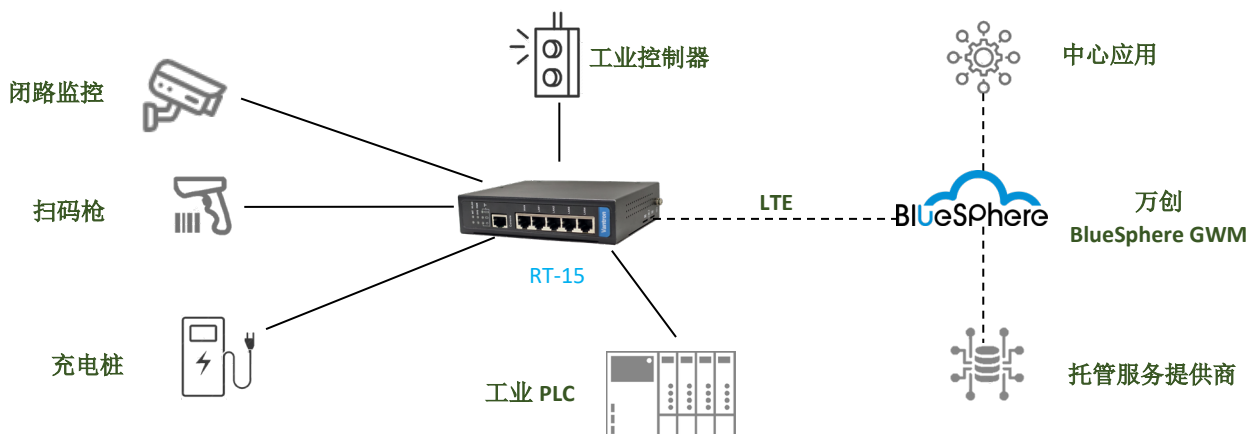 工业控制器
中心应用
闭路监控
扫码枪
Vantron
LTE
BLUeSPhere
万创
BlueSphere GWM
RT-15
充电桩
工业 PLC
托管服务提供商